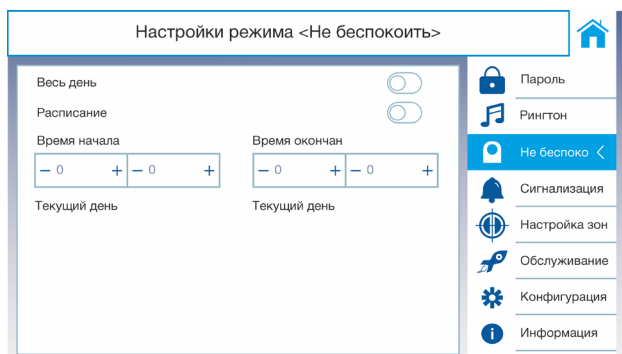 Настройки режима <Не беспокоить>
Весь день
Расписание
Время начала
Время окончан
− 0 + − 0 +
− 0 + − 0 +
Текущий день
Текущий день
Пароль
Рингтон
Не беспоко
Сигнализация
Настройка зон
Обслуживание
Конфигурация
Информация